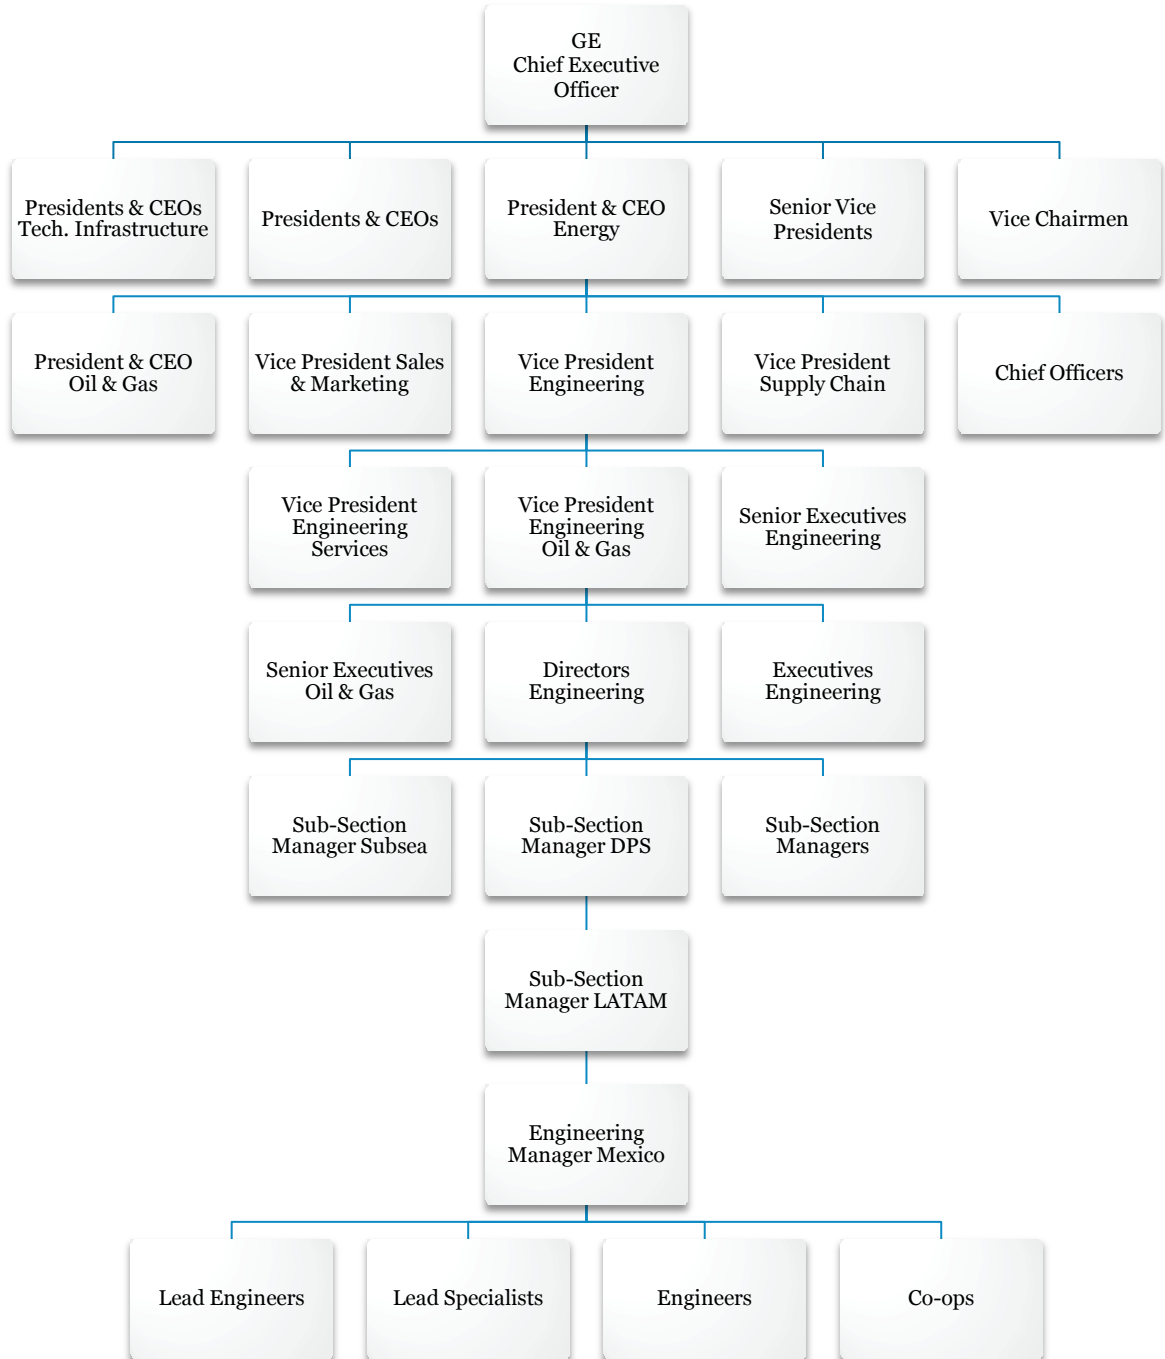 GE
Chief Executive
Officer
Presidents & CEOs
Tech. Infrastructure
Presidents & CEOs
President & CEO
Energy
Senior Vice
Presidents
Vice Chairmen
President & CEO
Oil & Gas
Vice President Sales
& Marketing
Vice President
Engineering
Vice President
Supply Chain
Chief Officers
Vice President
Engineering
Services
Vice President
Engineering
Oil & Gas
Senior Executives
Engineering
Senior Executives
Oil & Gas
Directors
Engineering
Executives
Engineering
Sub-Section
Manager Subsea
Sub-Section
Manager DPS
Sub-Section
Managers
Sub-Section
Manager LATAM
Engineering
Manager Mexico
Lead Engineers
Lead Specialists
Engineers
Co-ops